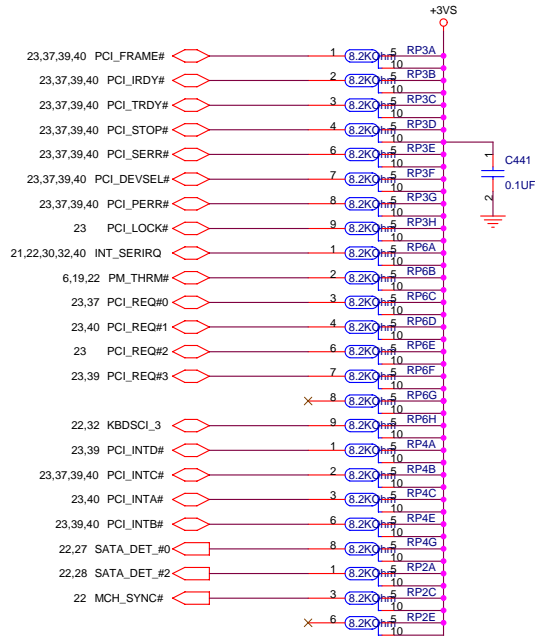 +3VS
23,37,39,40 PCI_FRAME# 1 8.2KOhm 5 10 RP3A
23,37,39,40 PCI_IRDY# 2 8.2KOhm 5 10 RP3B
23,37,39,40 PCI_TRDY# 3 8.2KOhm 5 10 RP3C
23,37,39,40 PCI_STOP# 4 8.2KOhm 5 10 RP3D
23,37,39,40 PCI_SERR# 6 8.2KOhm 5 10 RP3E
1 C441
23,37,39,40 PCI_DEVSEL# 7 8.2KOhm 5 10 RP3F
0.1UF
23,37,39,40 PCI_PERR# 8 8.2KOhm 5 10 RP3G
2
23 PCI_LOCK# 9 8.2KOhm 5 10 RP3H
21,22,30,32,40 INT_SERIRQ 1 8.2KOhm 5 10 RP6A
6,19,22 PM_THRM# 2 8.2KOhm 5 10 RP6B
23,37 PCI_REQ#0 3 8.2KOhm 5 10 RP6C
23,40 PCI_REQ#1 4 8.2KOhm 5 10 RP6D
23 PCI_REQ#2 6 8.2KOhm 5 10 RP6E
23,39 PCI_REQ#3 7 8.2KOhm 5 10 RP6F
8 8.2KOhm 5 10 RP6G
22,32 KBDSCI_3 9 8.2KOhm 5 10 RP6H
23,39 PCI_INTD# 1 8.2KOhm 5 10 RP4A
23,37,39,40 PCI_INTC# 2 8.2KOhm 5 10 RP4B
23,40 PCI_INTA# 3 8.2KOhm 5 10 RP4C
23,39,40 PCI_INTB# 6 8.2KOhm 5 10 RP4E
22,27 SATA_DET_#0 8 8.2KOhm 5 10 RP4G
22,28 SATA_DET_#2 1 8.2KOhm 5 10 RP2A
22 MCH_SYNC# 3 8.2KOhm 5 10 RP2C
6 8.2KOhm 5 10 RP2E